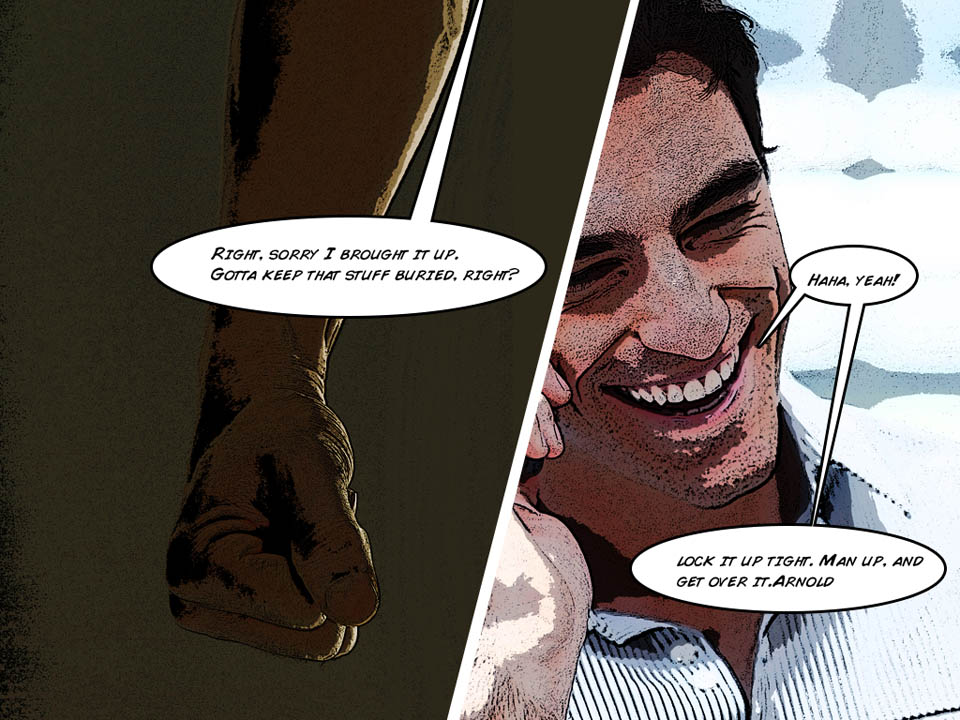 Right, sorry I brought it up.
Gotta keep that stuff buried, right?
Haha, yeah!
lock it up tight. Man up, and
get over it.Arnold